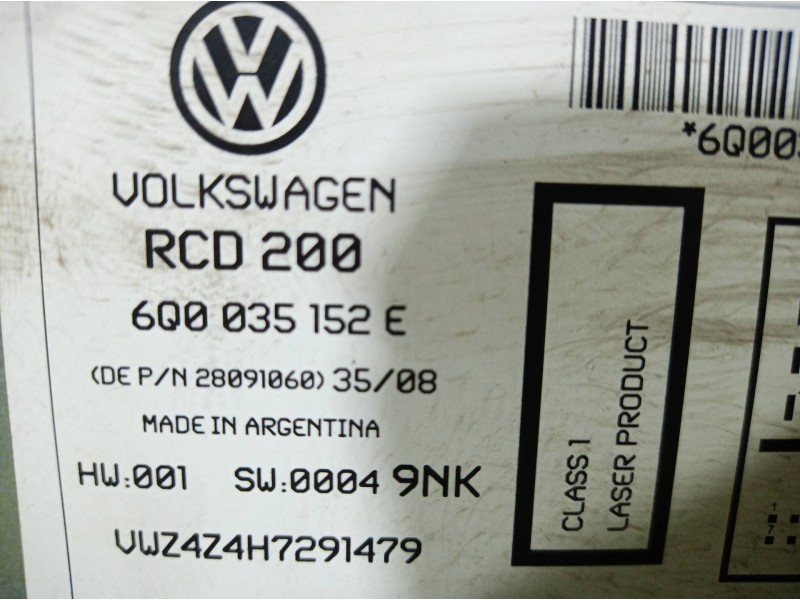 VOLKSWAGEN
RCD 200
6Q0 035 152 E
(DE P/N 28091060) 35/08
MADE IN ARGENTINA
HW:001 SW:0004 9NK
VWZ4Z4H7291479
*6Q003
CLASS 1
LASER PRODUCT